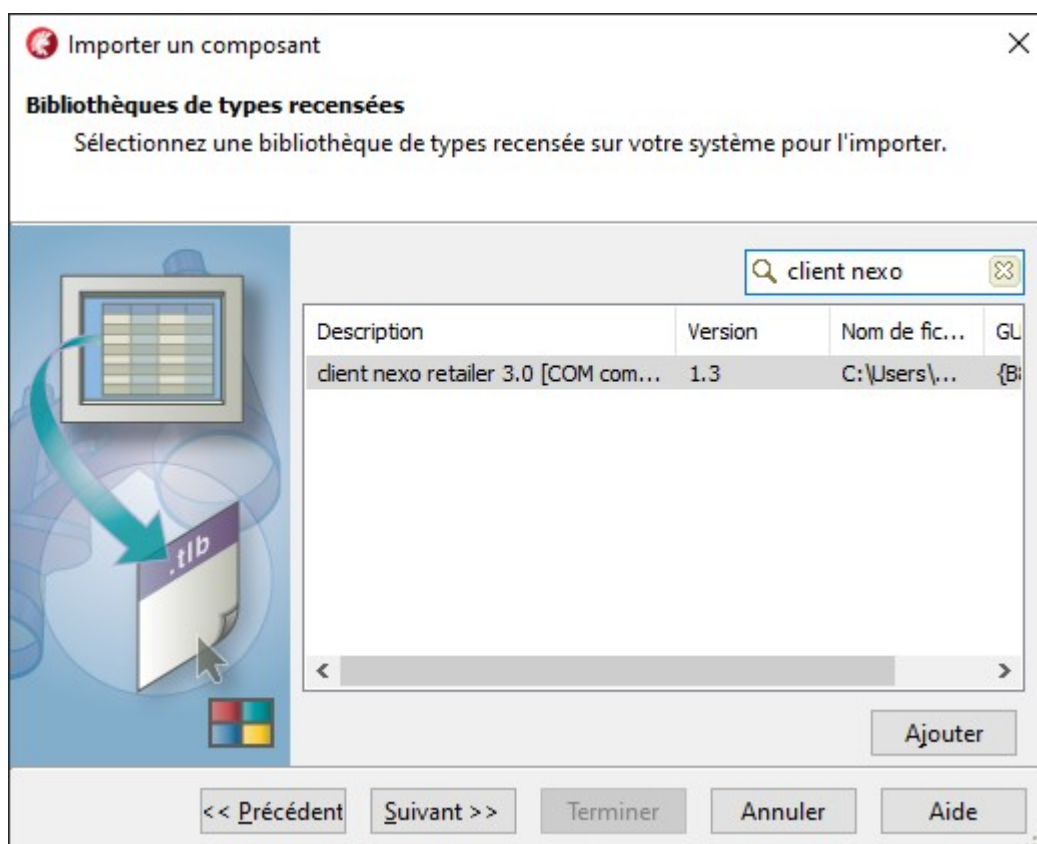 Importer un composant
Bibliothèques de types recensées
Sélectionnez une bibliothèque de types recensée sur votre système pour l'importer.
client nexo
Description Version Nom de fic... GU
client nexo retailer 3.0 [COM com... 1.3 C:\Users\... {B8
.tlb
Ajouter
<< Précédent Suivant >> Terminer Annuler Aide